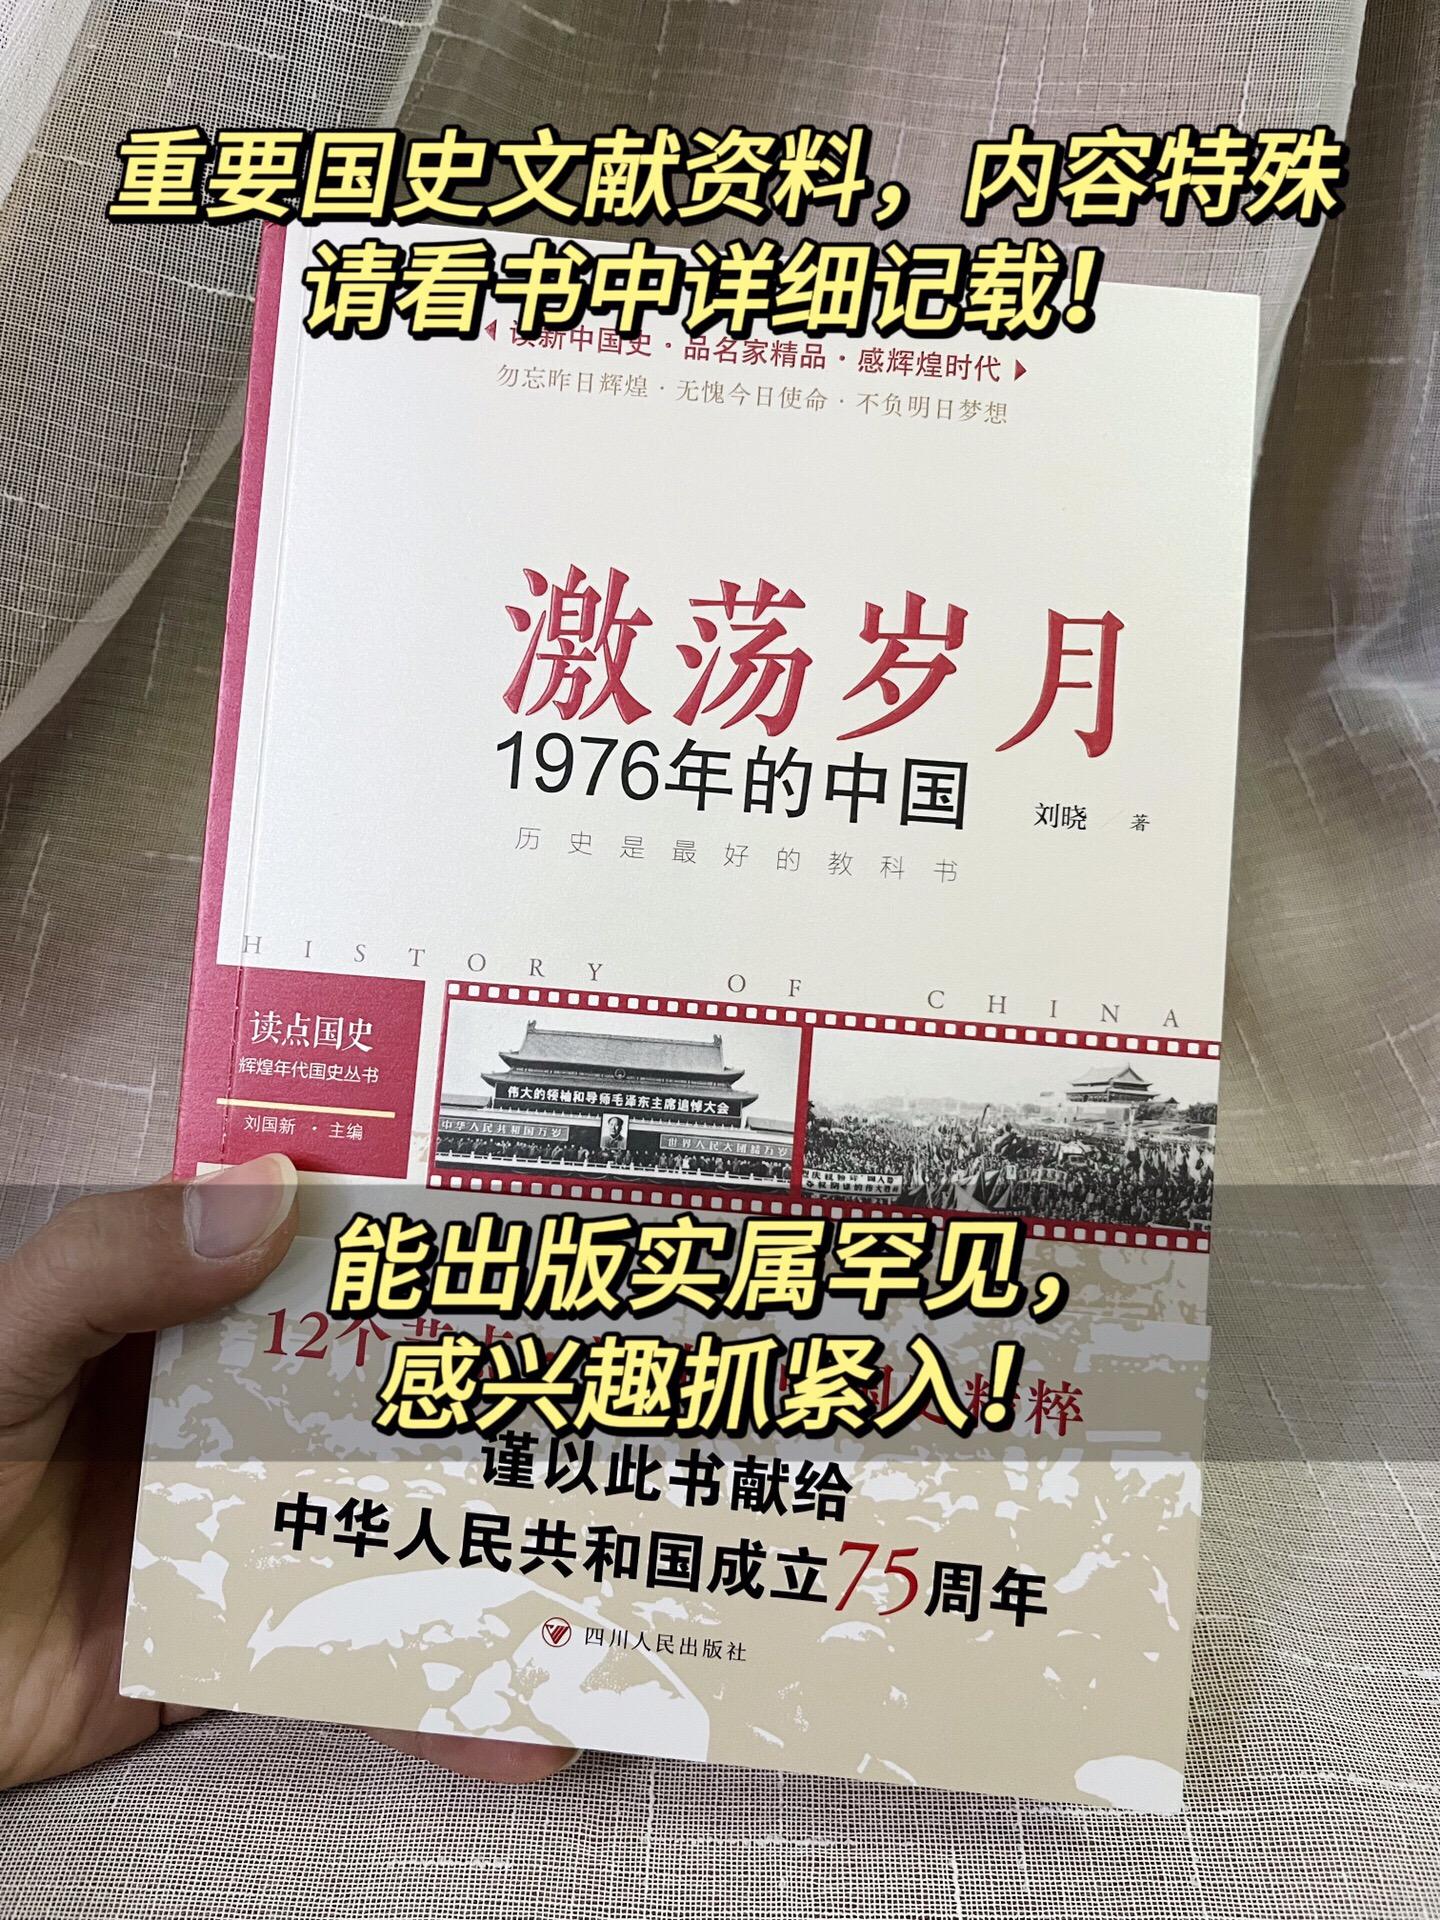 重要国史文献资料，内容特殊
请看书中详细记载！
读新中国史·品名家精品·感辉煌时代
勿忘昨日辉煌·无愧今日使命·不负明日梦想
激荡岁月
1976年的中国
刘晓 著
历史是最好的教科书
HISTORY OF CHINA
读点国史
辉煌年代国史丛书
刘国新·主编
伟大的领袖和导师毛泽东主席追悼大会
中华人民共和国万岁
世界人民大团结万岁
能出版实属罕见，
感兴趣抓紧入！
12个
精粹
谨以此书献给
中华人民共和国成立75周年
四川人民出版社